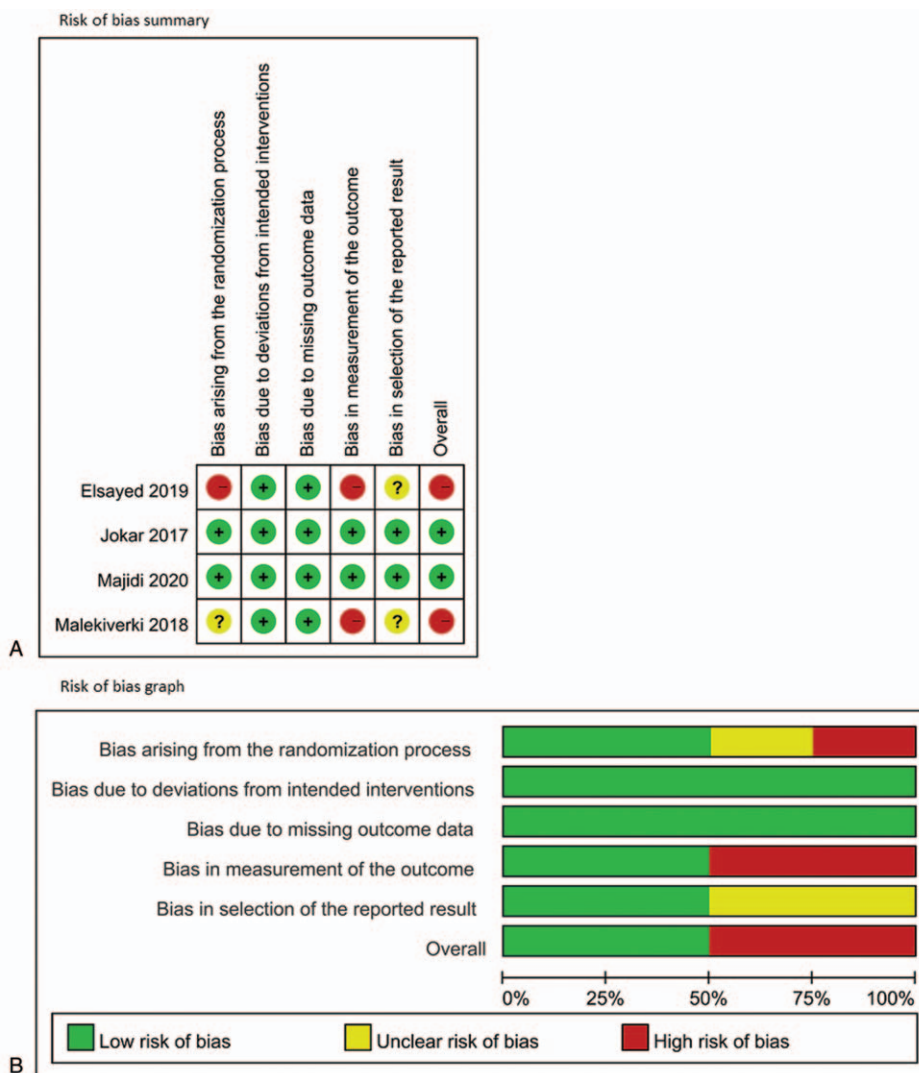 Risk of bias summary
Bias arising from the randomization process
Bias due to deviations from intended interventions
Bias due to missing outcome data
Bias in measurement of the outcome
Bias in selection of the reported result
Overall
Elsayed 2019 – + + – ? –
Jokar 2017 + + + + + +
Majidi 2020 + + + + + +
Malekiverki 2018 ? + + – ? –
A
Risk of bias graph
Bias arising from the randomization process
Bias due to deviations from intended interventions
Bias due to missing outcome data
Bias in measurement of the outcome
Bias in selection of the reported result
Overall
0% 25% 50% 75% 100%
Low risk of bias Unclear risk of bias High risk of bias
B